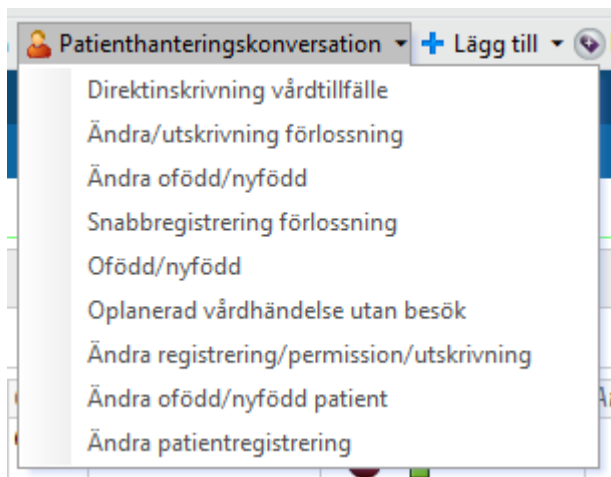 Patienthanteringskonversation Lägg till
Direktinskrivning vårdtillfälle
Ändra/utskrivning förlossning
Ändra ofödd/nyfödd
Snabbregistrering förlossning
Ofödd/nyfödd
Oplanerad vårdhändelse utan besök
Ändra registrering/permission/utskrivning
Ändra ofödd/nyfödd patient
Ändra patientregistrering